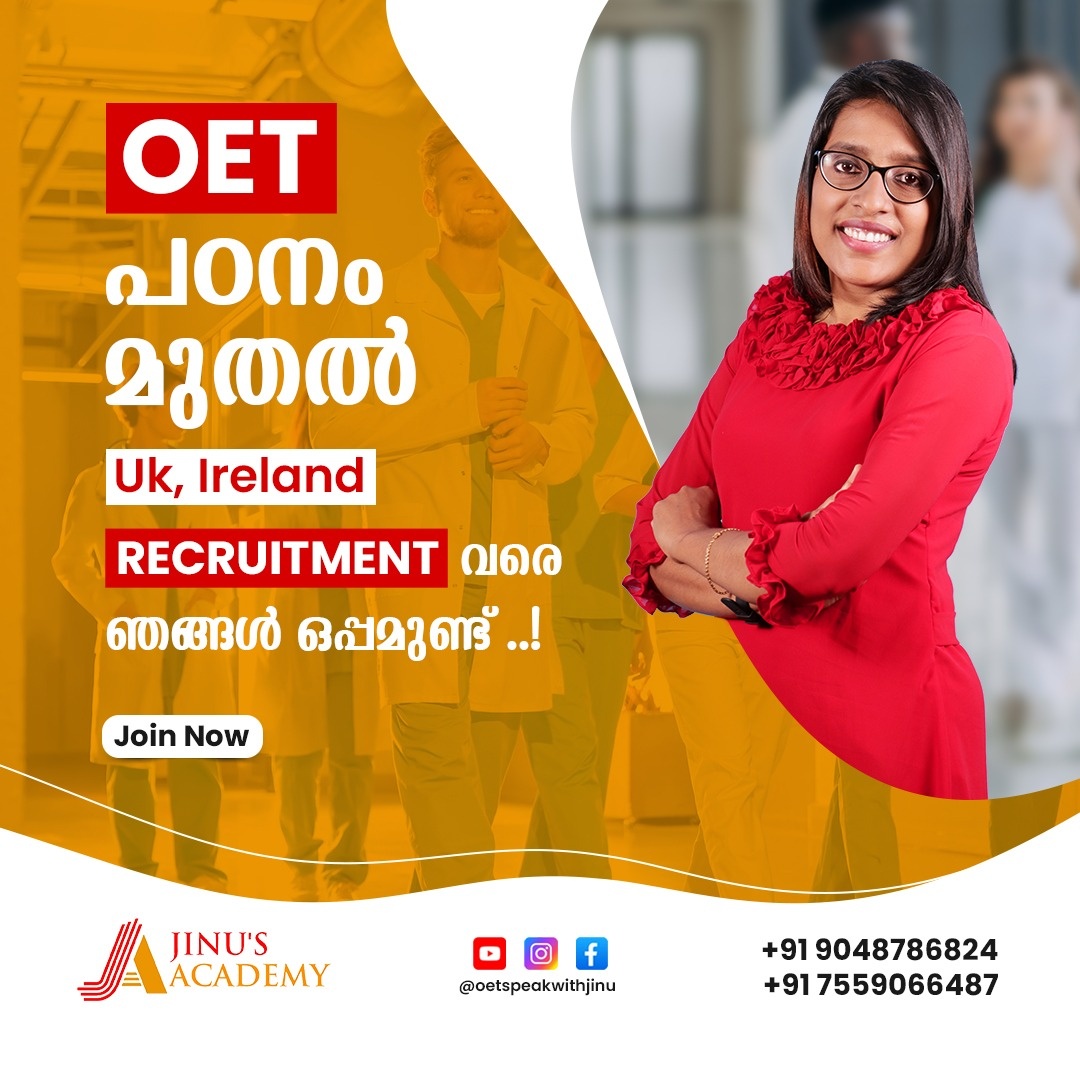 OET
പഠനം
മുതൽ
Uk, Ireland
RECRUITMENT വരെ
ഞങ്ങൾ ഒപ്പമുണ്ട് ..!
Join Now
JINU'S
ACADEMY
@oetspeakwithjinu
+91 9048786824
+91 7559066487